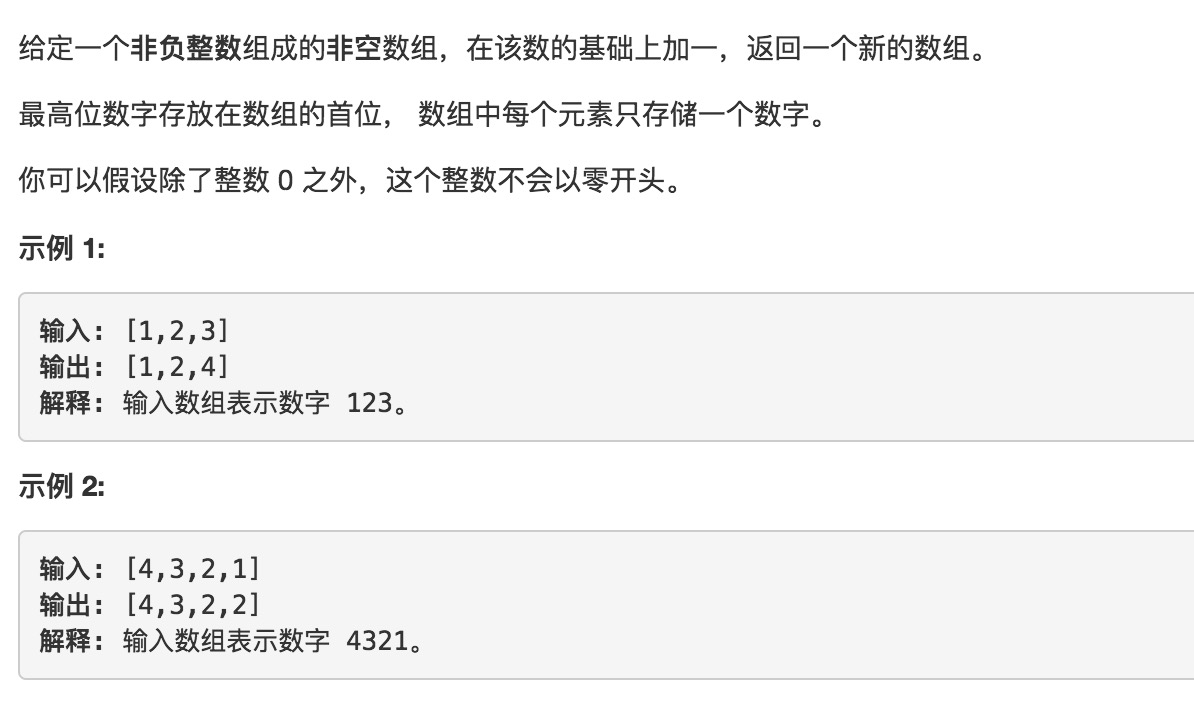 给定一个非负整数组成的非空数组，在该数的基础上加一，返回一个新的数组。
最高位数字存放在数组的首位， 数组中每个元素只存储一个数字。
你可以假设除了整数 0 之外，这个整数不会以零开头。
示例 1:
输入: [1,2,3]
输出: [1,2,4]
解释: 输入数组表示数字 123。
示例 2:
输入: [4,3,2,1]
输出: [4,3,2,2]
解释: 输入数组表示数字 4321。